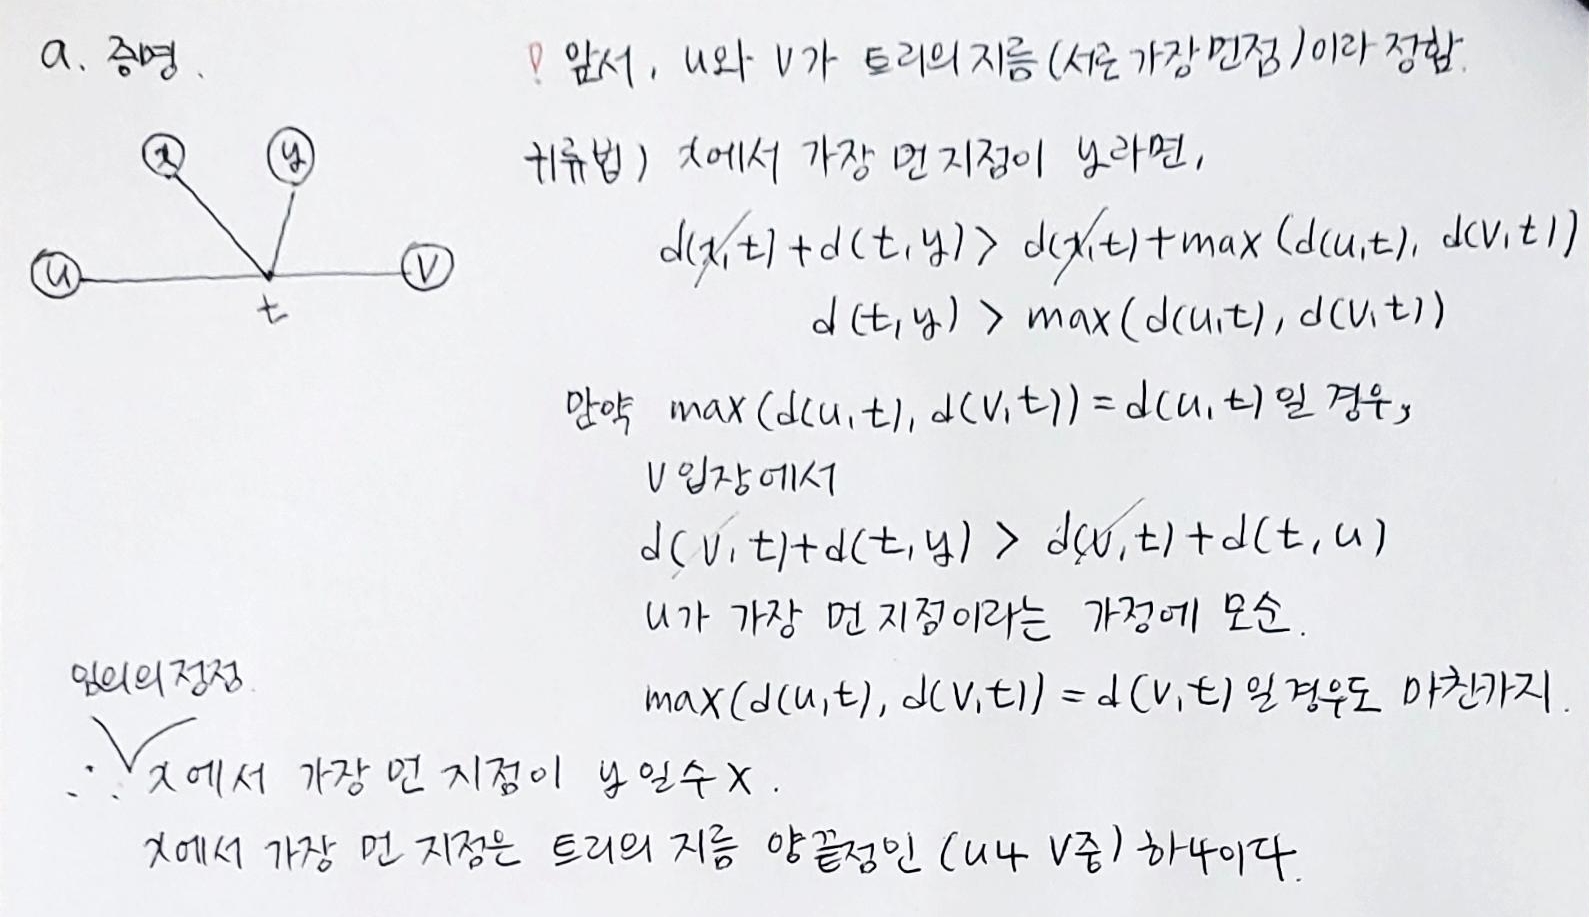 a. 증명.
! 앞서, u와 v가 트리의 지름(서로 가장 먼점)이라 정함.
x
y
u
v
t
귀류법) x에서 가장 먼 지점이 y라면,
d(x,t)+d(t,y) > d(x,t)+max(d(u,t), d(v,t))
d(t,y) > max(d(u,t), d(v,t))
만약 max(d(u,t), d(v,t)) = d(u,t)일 경우,
v입장에서
d(v,t)+d(t,y) > d(v,t)+d(t,u)
u가 가장 먼 지점이라는 가정에 모순.
max(d(u,t), d(v,t)) = d(v,t)일 경우도 마찬가지.
임의의 정점.
∴ x에서 가장 먼 지점이 y일수 X.
x에서 가장 먼 지점은 트리의 지름 양끝점인 (u나 v중) 하나이다.